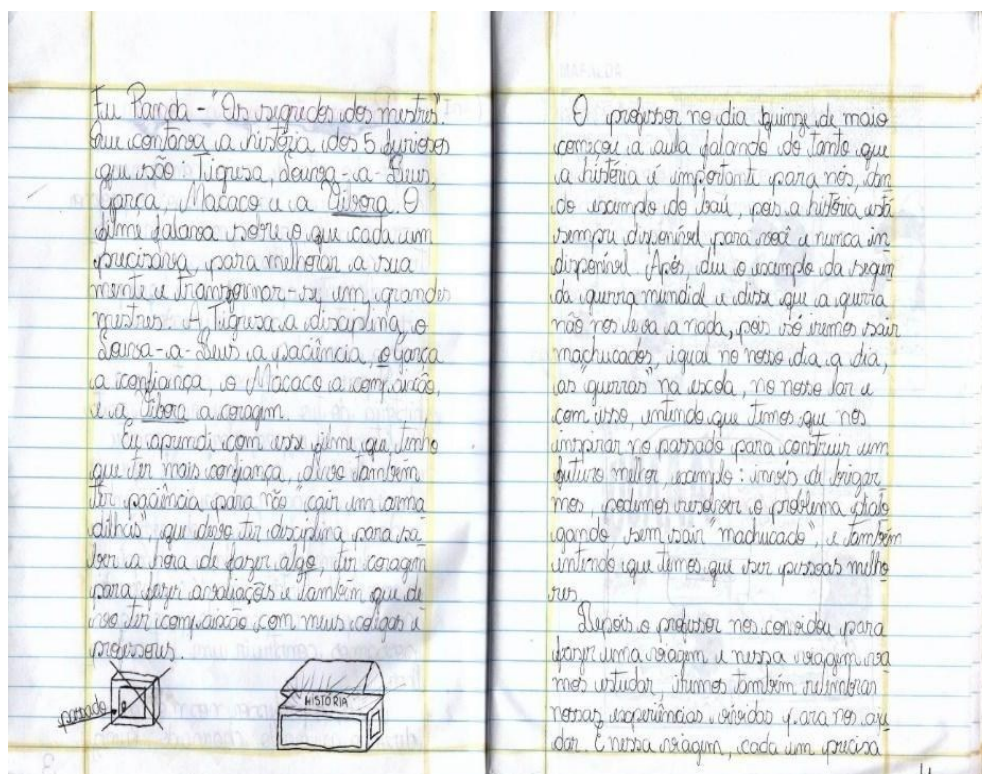 Fu Panda - "Os segredos dos mestres".
Que contava a história dos 5 furiosos
que são Tigresa, Louva-a-Deus,
Garça, Macaco e a Víbora. O
filme falava sobre o que cada um
precisava para melhorar a sua
mente e transformar-se em grandes
mestres. A Tigresa a disciplina, o
Louva-a-Deus a paciência, o Garça
a confiança, o Macaco a compaixão,
e a Víbora a coragem.
Eu aprendi com esse filme que tenho
que ter mais confiança, devo também
ter paciência para não "cair em arma
dilhas", que devo ter disciplina para sa
ber a hora de fazer algo, ter coragem
para fazer avaliações e também que de
vo ter compaixão com meus colegas e
professores.
passado
HISTÓRIA
O professor no dia quinze de maio
começou a aula falando do tanto que
a história é importante para nós, dan
do exemplo do baú, pois a história está
sempre disponível para você e nunca in
disponível. Após, deu o exemplo da segun
da guerra mundial e disse que a guerra
não nos leva a nada, pois só iremos sair
machucados, igual no nosso dia a dia,
as "guerras" na escola, no nosso lar e
com isso, entendo que temos que nos
inspirar no passado para construir um
futuro melhor, exemplo: invés de brigar
mos, podemos resolver o problema dialo
gando sem sair "machucado", e também
entendo que temos que ser pessoas melho
res.
Depois o professor nos convidou para
fazer uma viagem e nessa viagem va
mos estudar, iremos também relembrar
nossas experiências vividas para nos aju
dar. E nessa viagem, cada um precisa